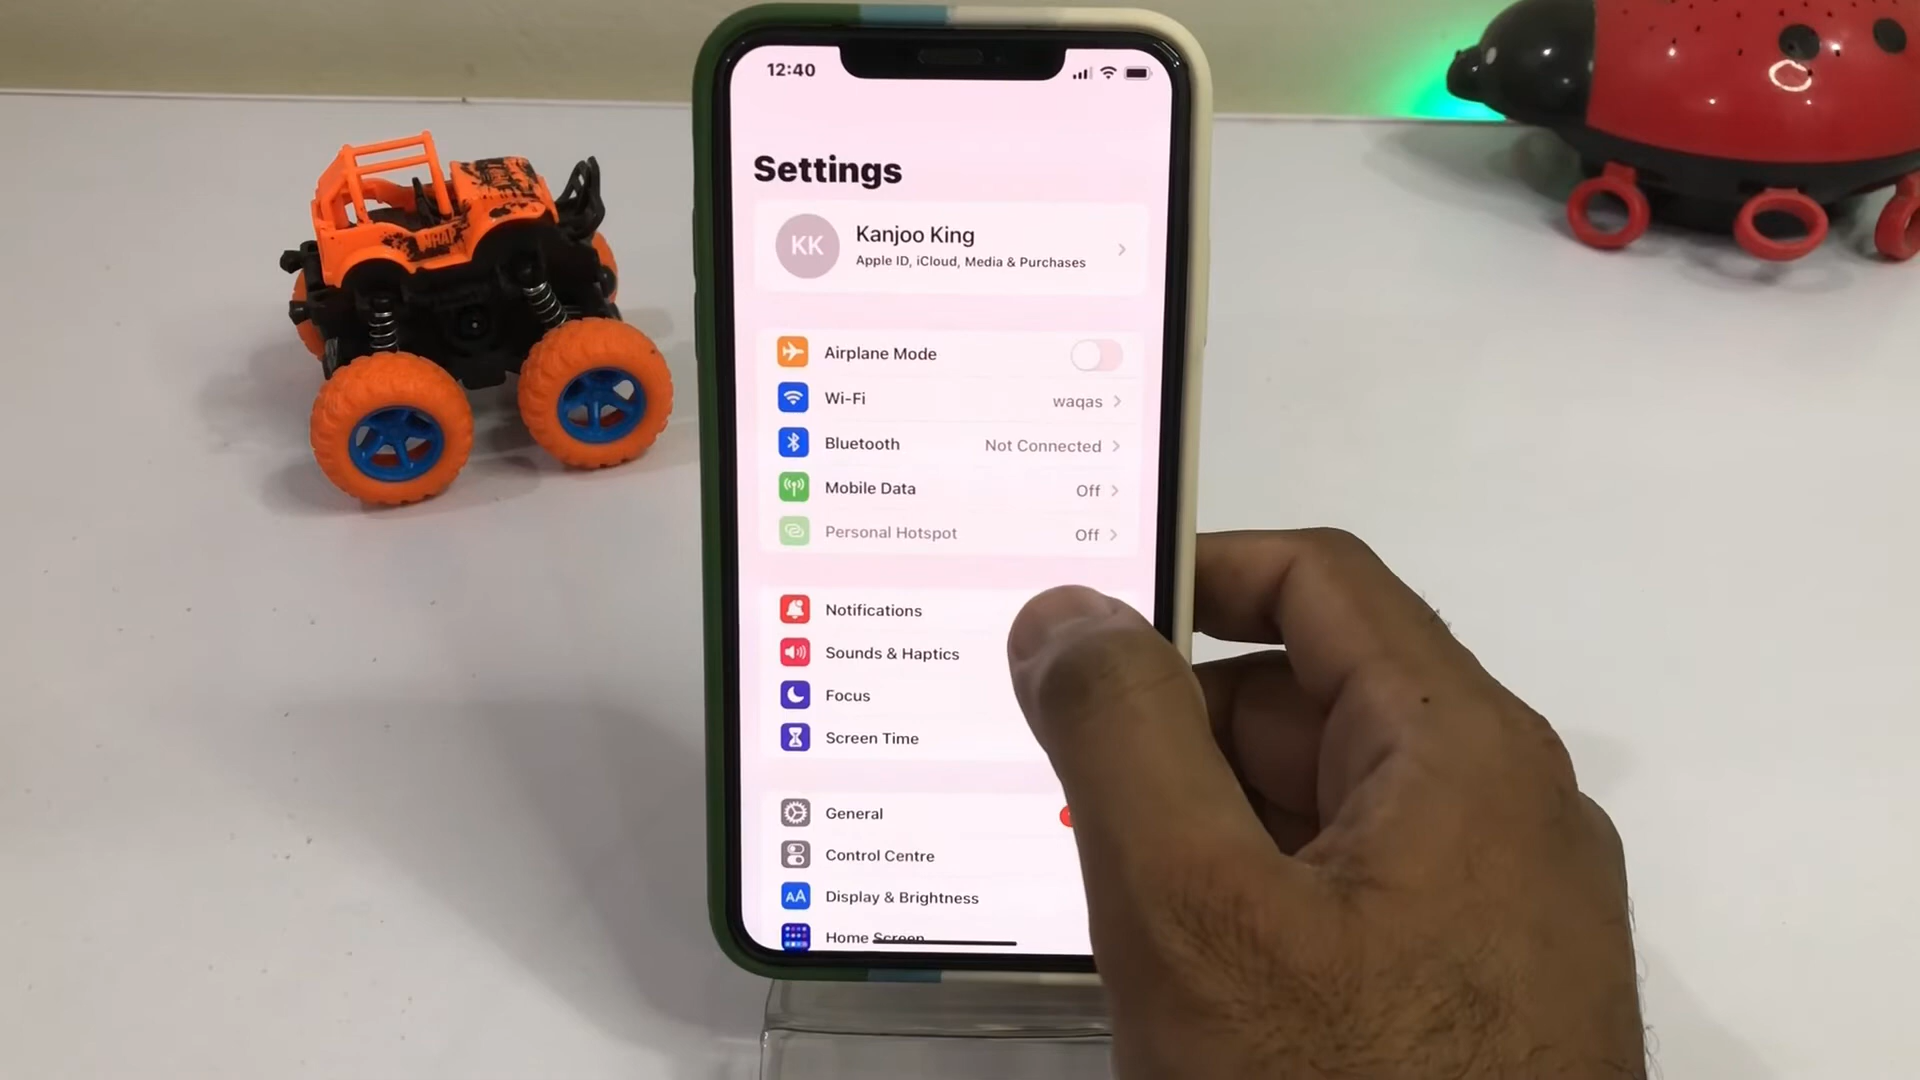 12:40
Settings
KK
Kanjoo King
Apple ID, iCloud, Media & Purchases
Airplane Mode
Wi-Fi waqas
Bluetooth Not Connected
Mobile Data Off
Personal Hotspot Off
Notifications
Sounds & Haptics
Focus
Screen Time
General
Control Centre
AA Display & Brightness
Home Screen